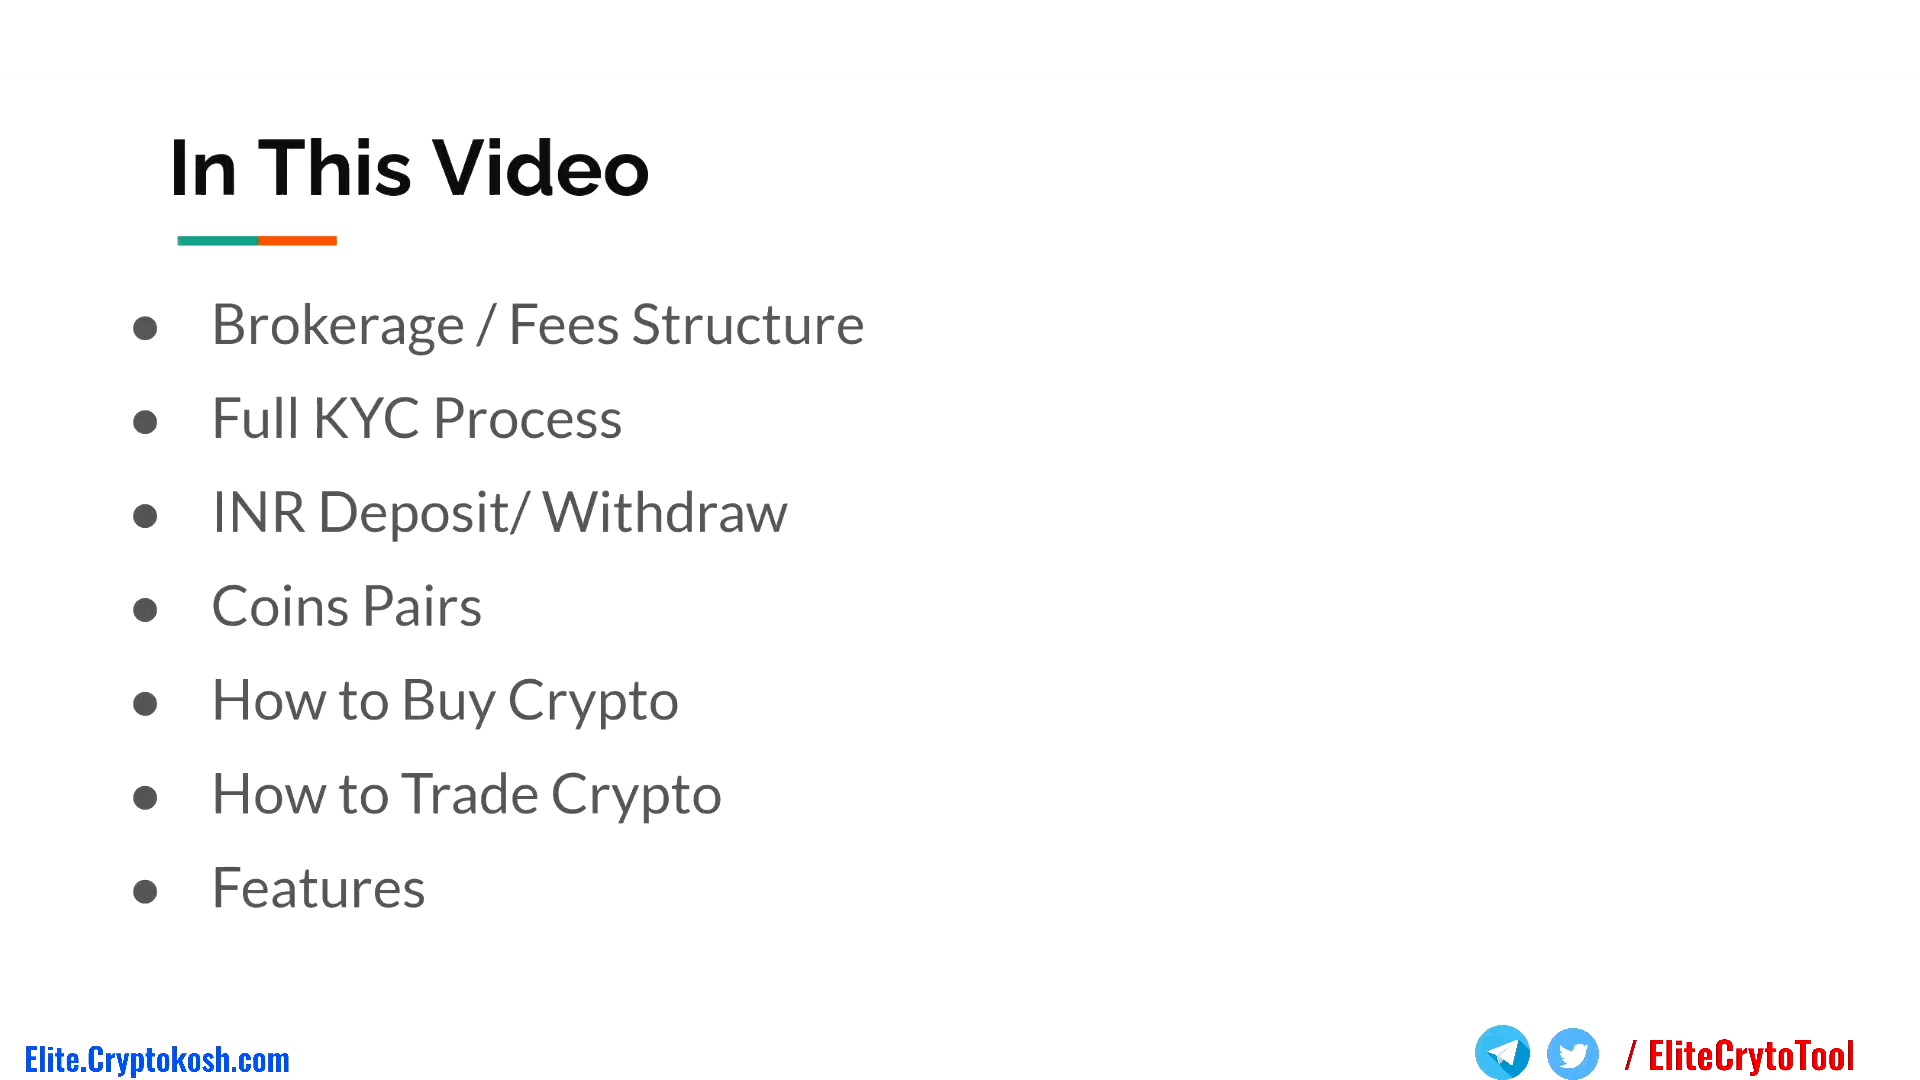 In This Video
● Brokerage / Fees Structure
● Full KYC Process
● INR Deposit/ Withdraw
● Coins Pairs
● How to Buy Crypto
● How to Trade Crypto
● Features
Elite.Cryptokosh.com
/ EliteCrytoTool